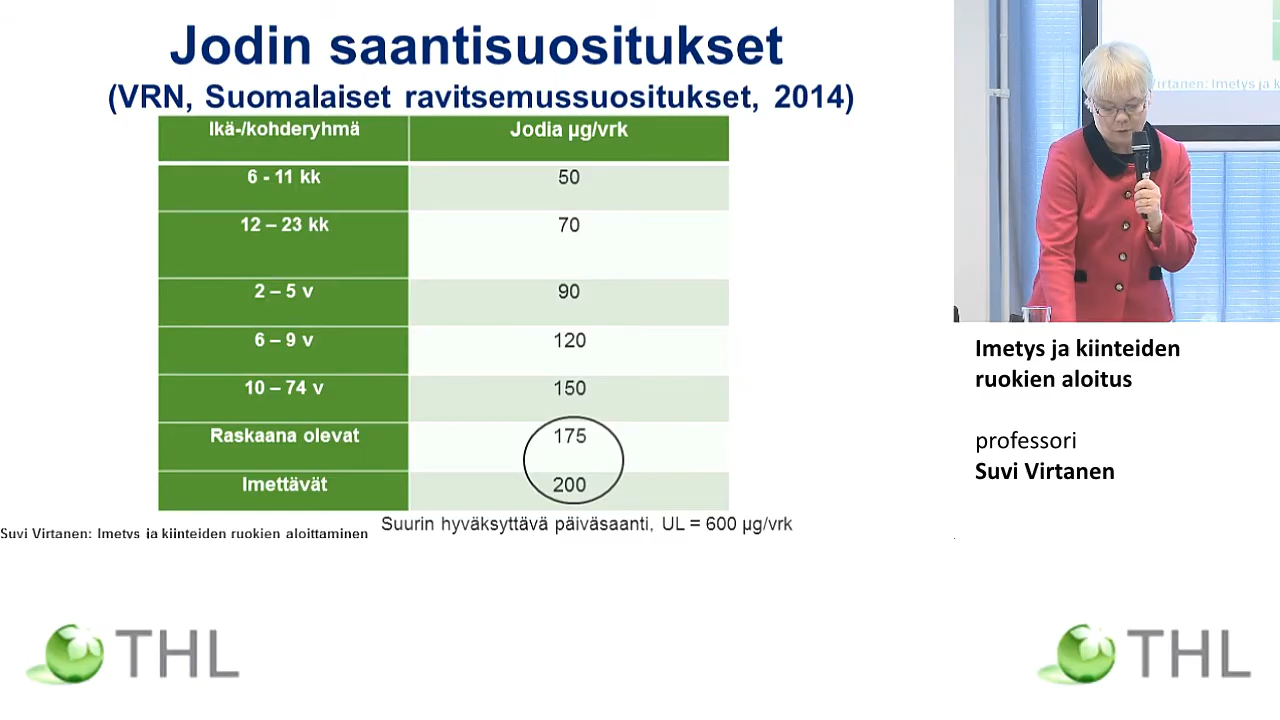 Jodin saantisuositukset
(VRN, Suomalaiset ravitsemussuositukset, 2014)
Ikä-/kohderyhmä Jodia µg/vrk
6 - 11 kk 50
12 – 23 kk 70
2 – 5 v 90
6 – 9 v 120
10 – 74 v 150
Raskaana olevat 175
Imettävät 200
Suurin hyväksyttävä päiväsaanti, UL = 600 µg/vrk
Suvi Virtanen: Imetys ja kiinteiden ruokien aloittaminen
Virtanen: Imetys ja k
Imetys ja kiinteiden
ruokien aloitus
professori
Suvi Virtanen
THL
THL